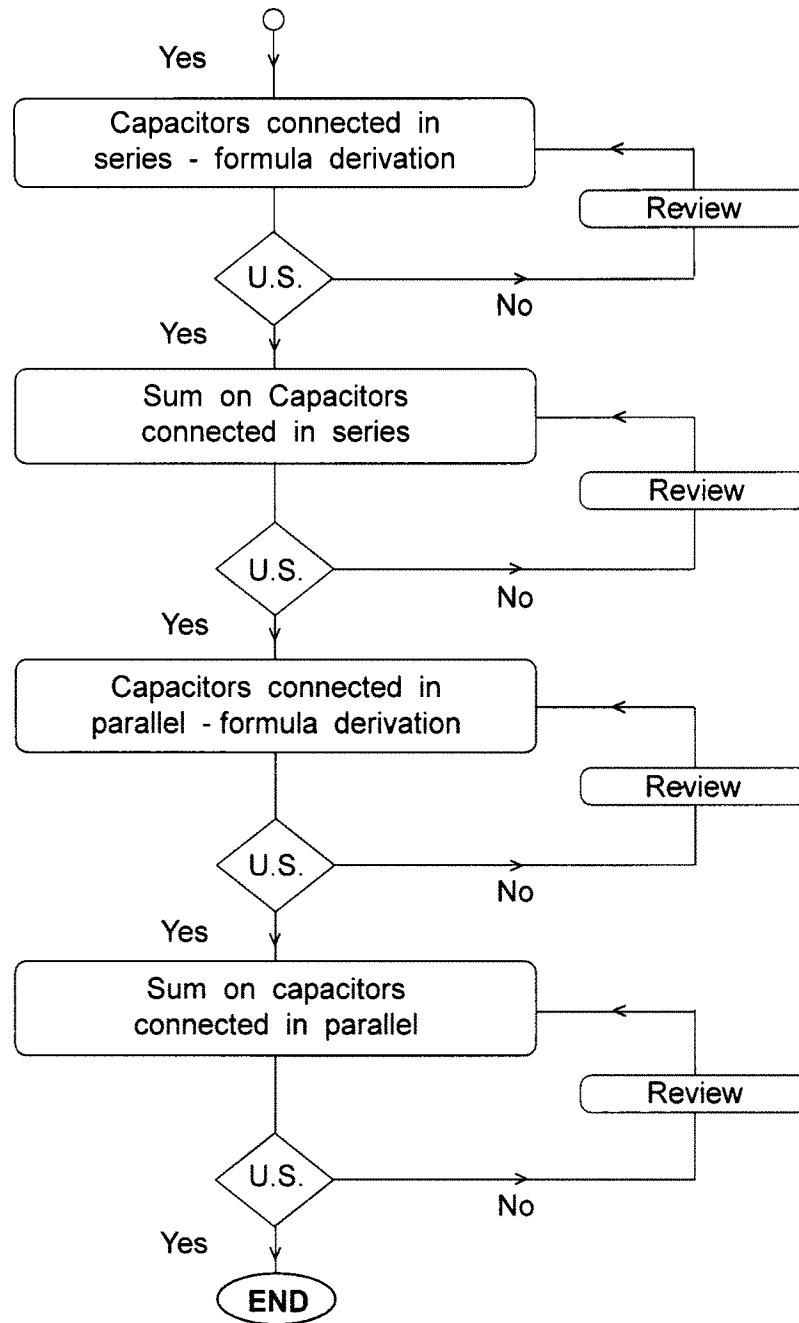 Yes
Capacitors connected in
series - formula derivation
Review
U.S.
No
Yes
Sum on Capacitors
connected in series
Review
U.S.
No
Yes
Capacitors connected in
parallel - formula derivation
Review
U.S.
No
Yes
Sum on capacitors
connected in parallel
Review
U.S.
No
Yes
END